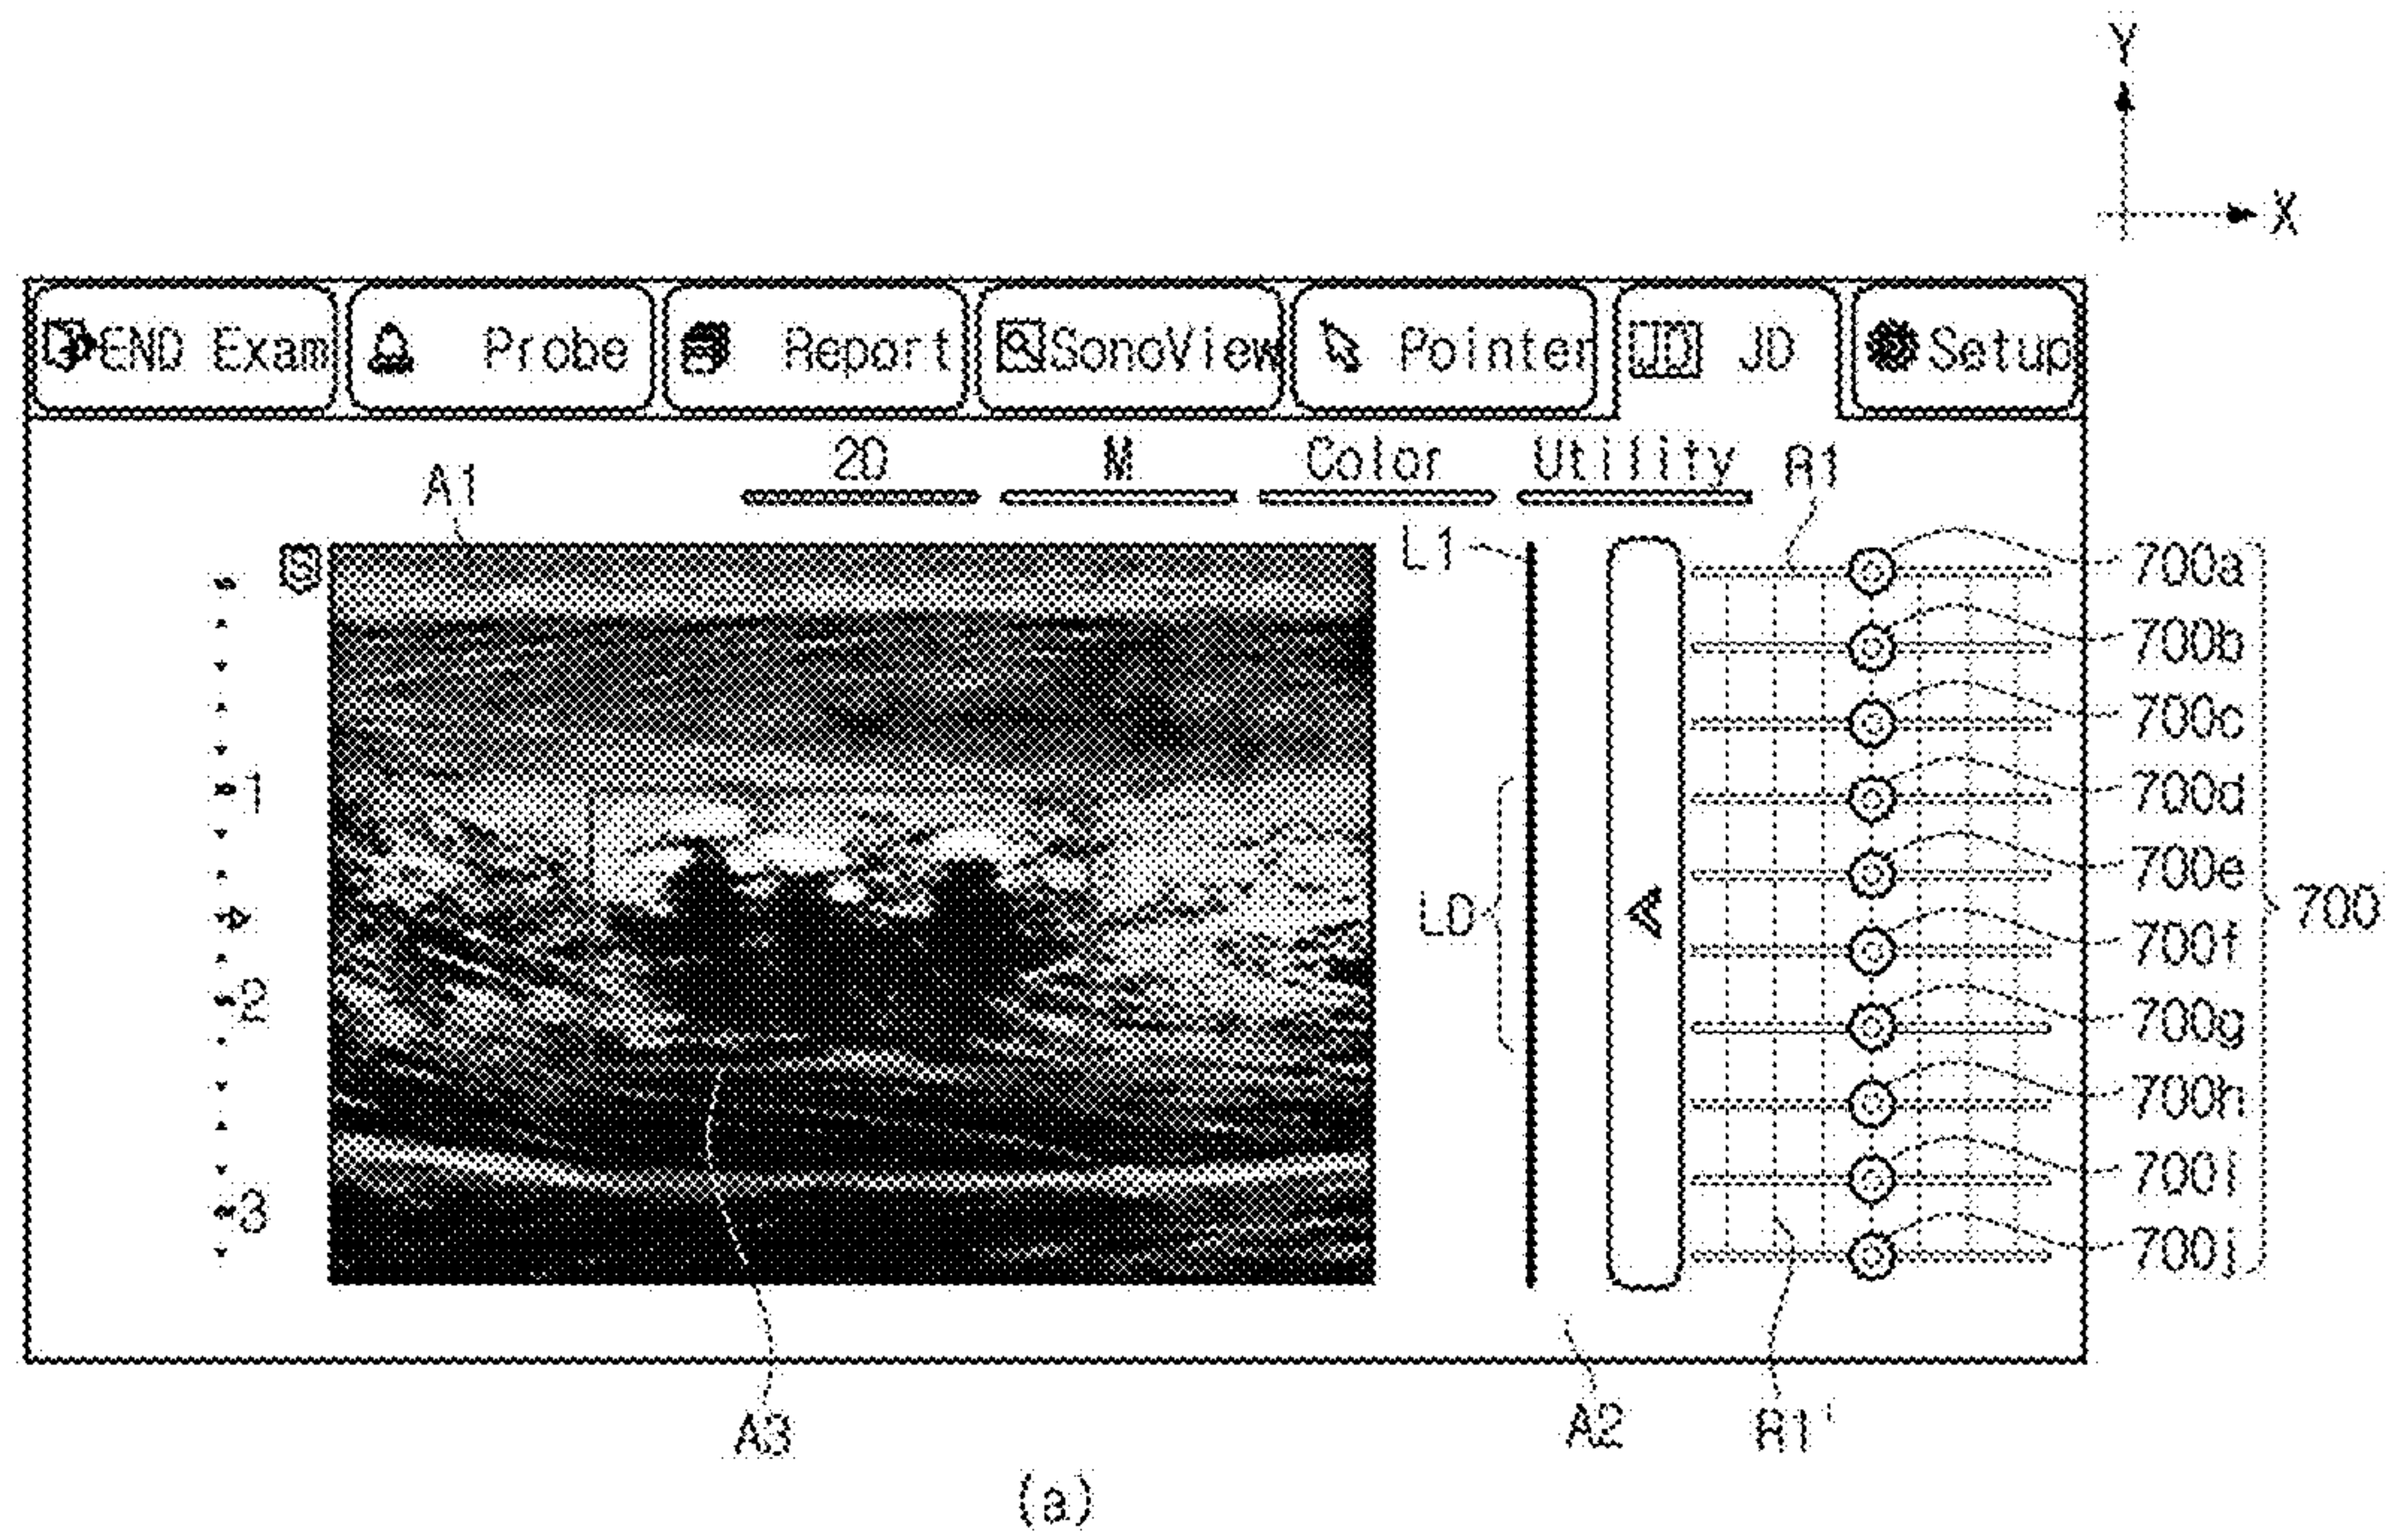 Y
X
END Exam Probe Report SonoView Pointer JD JD Setup
2D M Color Utility
A1
R1
L1
S
700a
700b
700c
1
700d
700e
LD
700
700f
2
700g
700h
700i
3
700j
A3
A2
R1'
(a)